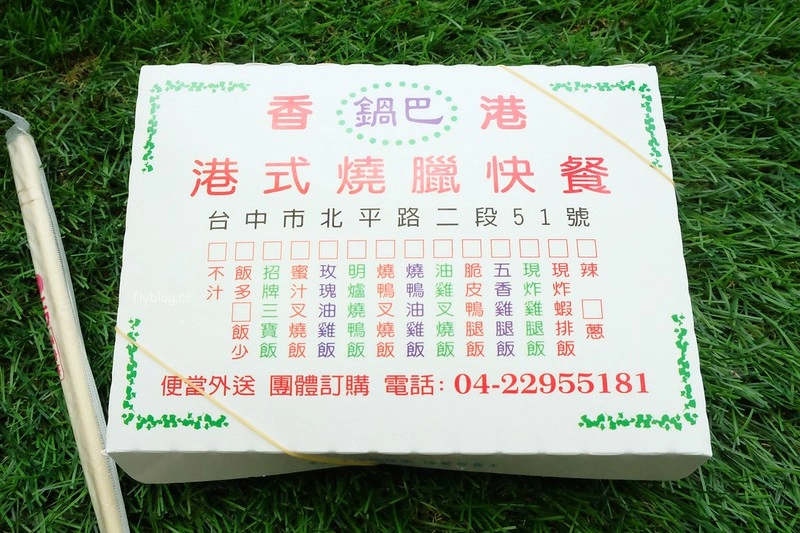 香 鍋巴 港
港式燒臘快餐
台中市北平路二段51號
□辣 □蔥
□現炸蝦排飯
□現炸雞腿飯
□五香雞腿飯
□脆皮鴨腿飯
□油雞叉燒飯
□燒鴨油雞飯
□燒鴨叉燒飯
□明爐燒鴨飯
□玫瑰油雞飯
□蜜汁叉燒飯
□招牌三寶飯
□飯多 □飯少
□不汁
便當外送 團體訂購 電話：04-22955181
flyblog.cc